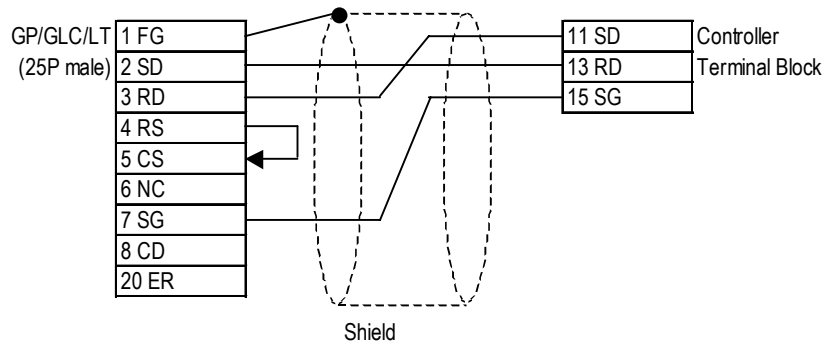 GP/GLC/LT
(25P male)
1 FG
2 SD
3 RD
4 RS
5 CS
6 NC
7 SG
8 CD
20 ER
Shield
11 SD
13 RD
15 SG
Controller
Terminal Block